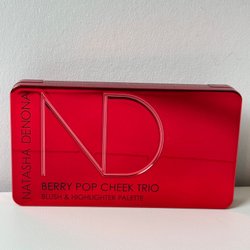 NATASHA DENONA
ND
BERRY POP CHEEK TRIO
BLUSH & HIGHLIGHTER PALETTE